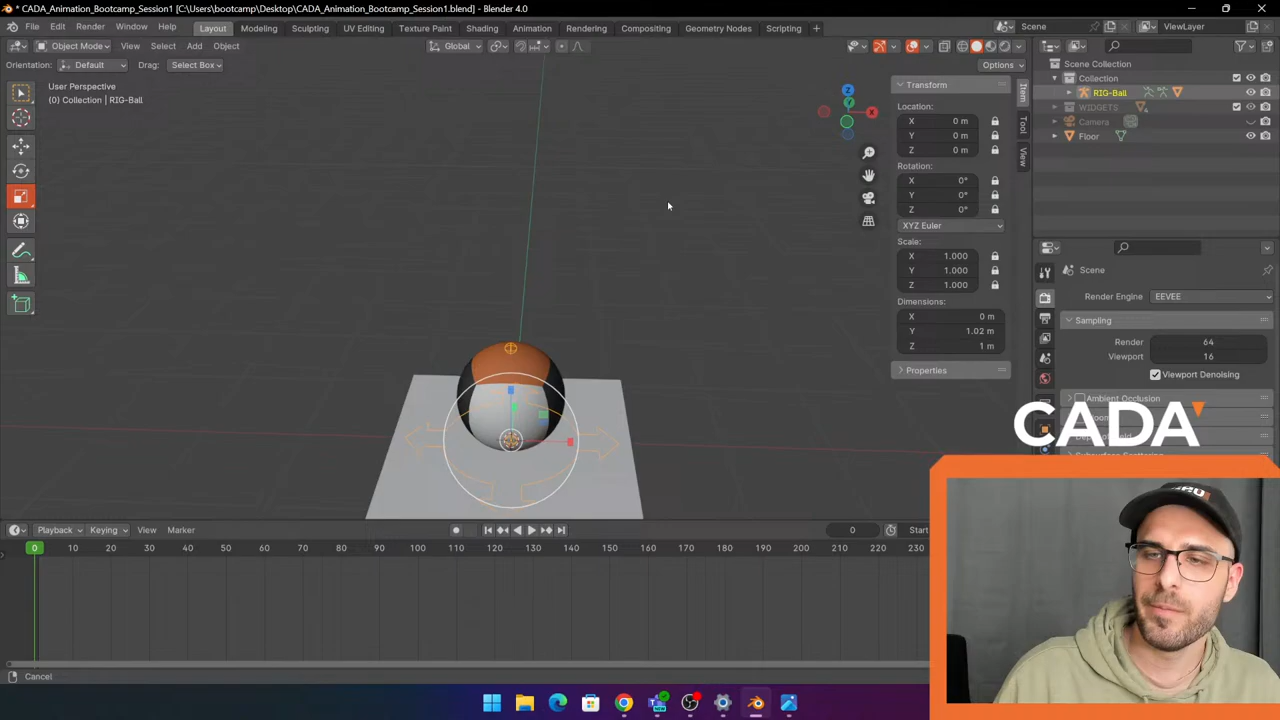 * CADA_Animation_Bootcamp_Session1 [C:\Users\bootcamp\Desktop\CADA_Animation_Bootcamp_Session1.blend] - Blender 4.0
File Edit Render Window Help Layout Modeling Sculpting UV Editing Texture Paint Shading Animation Rendering Compositing Geometry Nodes Scripting + Scene ViewLayer
Object Mode View Select Add Object Global
Orientation: Default Drag: Select Box Options
User Perspective
(0) Collection | RIG-Ball
Transform
Location:
X 0 m
Y 0 m
Z 0 m
Rotation:
X 0°
Y 0°
Z 0°
XYZ Euler
Scale:
X 1.000
Y 1.000
Z 1.000
Dimensions:
X 0 m
Y 1.02 m
Z 1 m
Properties
Item
Tool
View
Z
Y
X
Scene Collection
Collection
RIG-Ball
WIDGETS
Camera
Floor
Scene
Render Engine EEVEE
Sampling
Render 64
Viewport 16
Viewport Denoising
Ambient Occlusion
CADA
Playback Keying View Marker 0 Start
0 10 20 30 40 50 60 70 80 90 100 110 120 130 140 150 160 170 180 190 200 210 220 230
Cancel